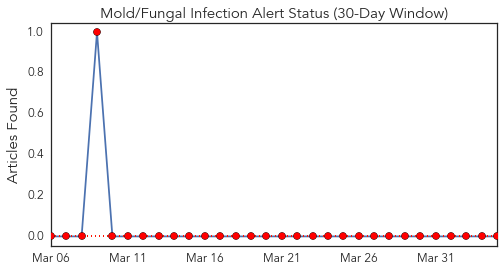 Mold/Fungal Infection Alert Status (30-Day Window)
Articles Found
1.0
0.8
0.6
0.4
0.2
0.0
Mar 06 Mar 11 Mar 16 Mar 21 Mar 26 Mar 31